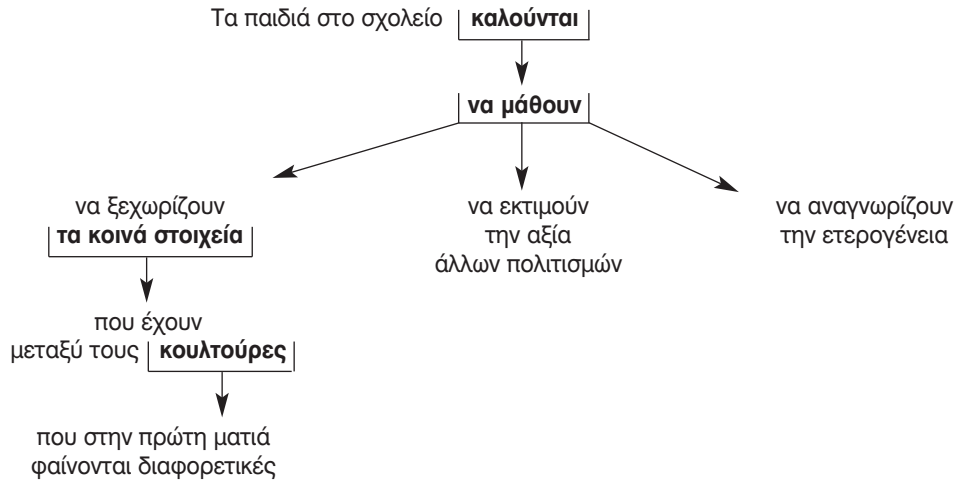 Τα παιδιά στο σχολείο καλούνται
να μάθουν
να ξεχωρίζουν
τα κοινά στοιχεία
να εκτιμούν
την αξία
άλλων πολιτισμών
να αναγνωρίζουν
την ετερογένεια
που έχουν
μεταξύ τους κουλτούρες
που στην πρώτη ματιά
φαίνονται διαφορετικές